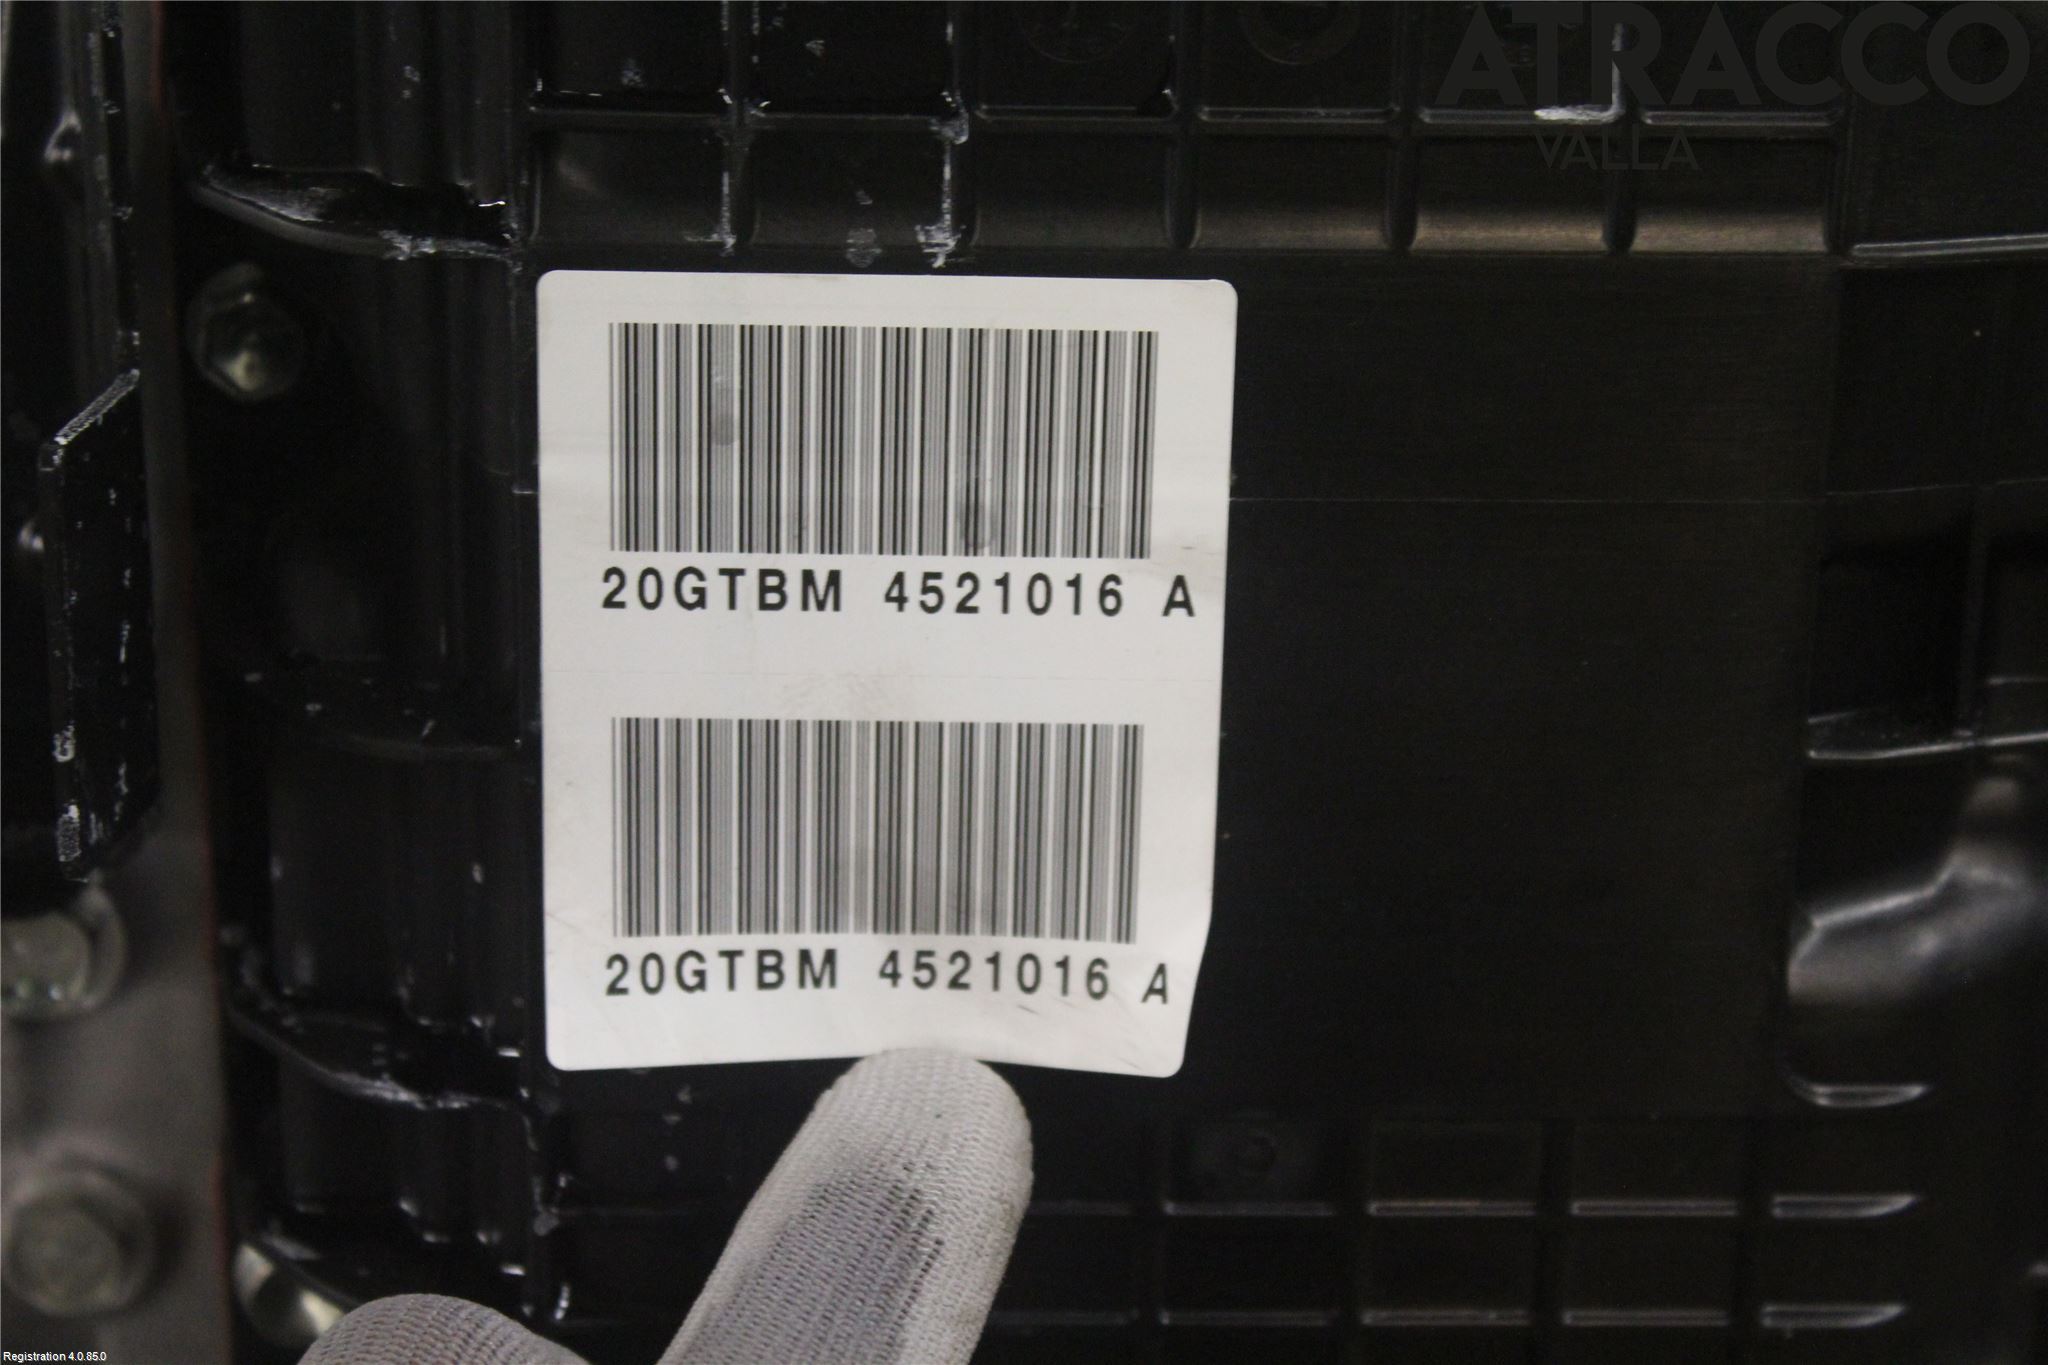 ATRACCO
VALLA
20GTBM 4521016 A
20GTBM 4521016 A
Registration 4.0.85.0